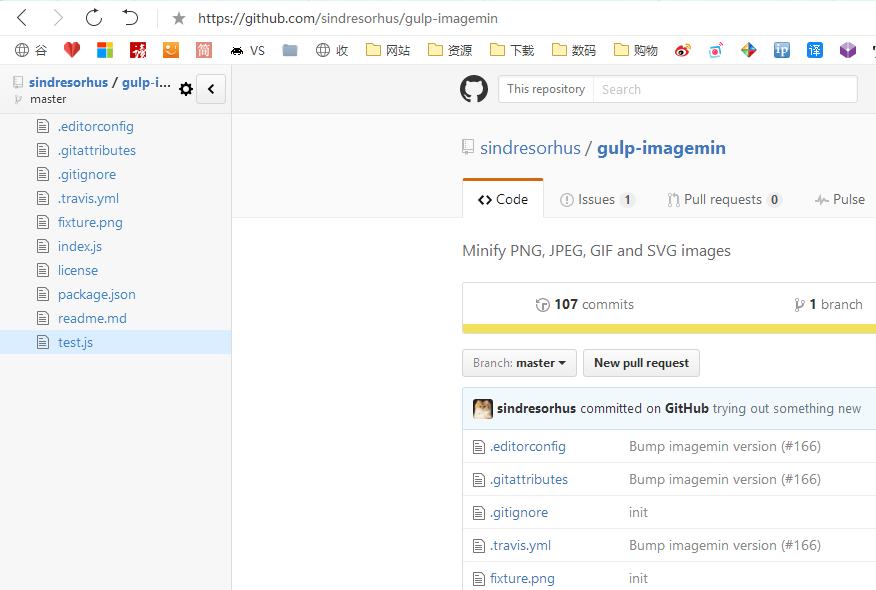 https://github.com/sindresorhus/gulp-imagemin
谷 简 VS 收 网站 资源 下载 数码 购物 ip 译
sindresorhus / gulp-i...
master
.editorconfig
.gitattributes
.gitignore
.travis.yml
fixture.png
index.js
license
package.json
readme.md
test.js
This repository Search
sindresorhus / gulp-imagemin
Code Issues 1 Pull requests 0 Pulse
Minify PNG, JPEG, GIF and SVG images
107 commits 1 branch
Branch: master New pull request
sindresorhus committed on GitHub trying out something new
.editorconfig Bump imagemin version (#166)
.gitattributes Bump imagemin version (#166)
.gitignore init
.travis.yml Bump imagemin version (#166)
fixture.png init